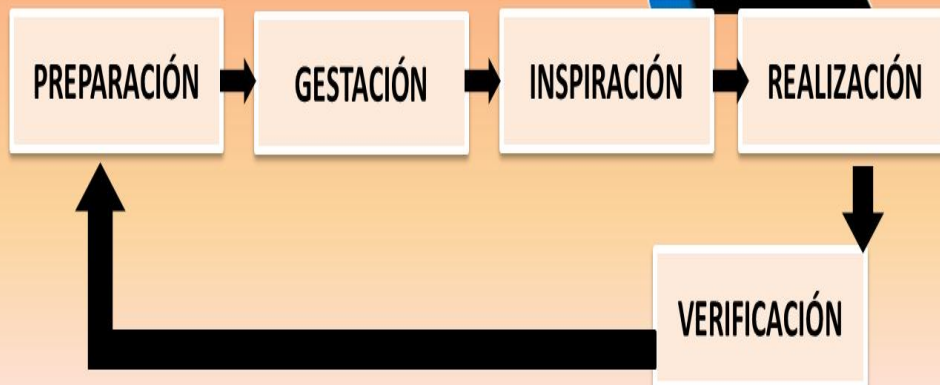 PREPARACIÓN
GESTACIÓN
INSPIRACIÓN
REALIZACIÓN
VERIFICACIÓN